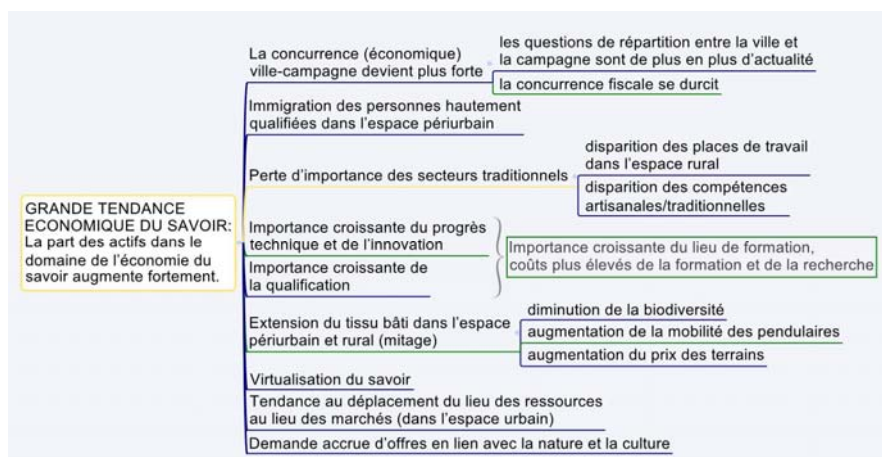 GRANDE TENDANCE
ECONOMIQUE DU SAVOIR:
La part des actifs dans le
domaine de l'économie du
savoir augmente fortement.
La concurrence (économique)
ville-campagne devient plus forte
les questions de répartition entre la ville et
la campagne sont de plus en plus d'actualité
la concurrence fiscale se durcit
Immigration des personnes hautement
qualifiées dans l'espace périurbain
Perte d'importance des secteurs traditionnels
disparition des places de travail
dans l'espace rural
disparition des compétences
artisanales/traditionnelles
Importance croissante du progrès
technique et de l'innovation
Importance croissante de
la qualification
Importance croissante du lieu de formation,
coûts plus élevés de la formation et de la recherche
Extension du tissu bâti dans l'espace
périurbain et rural (mitage)
diminution de la biodiversité
augmentation de la mobilité des pendulaires
augmentation du prix des terrains
Virtualisation du savoir
Tendance au déplacement du lieu des ressources
au lieu des marchés (dans l'espace urbain)
Demande accrue d'offres en lien avec la nature et la culture